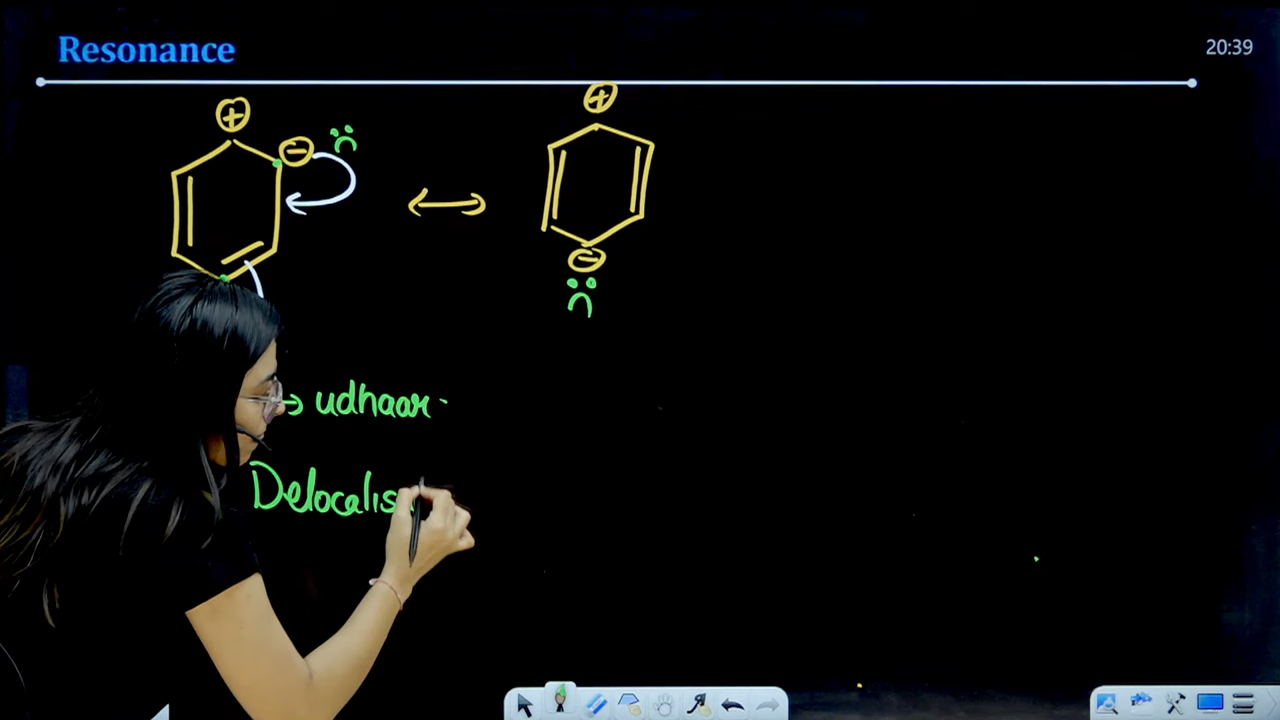 Resonance
20:39
+
+
−
−
→ udhaar
Delocalis